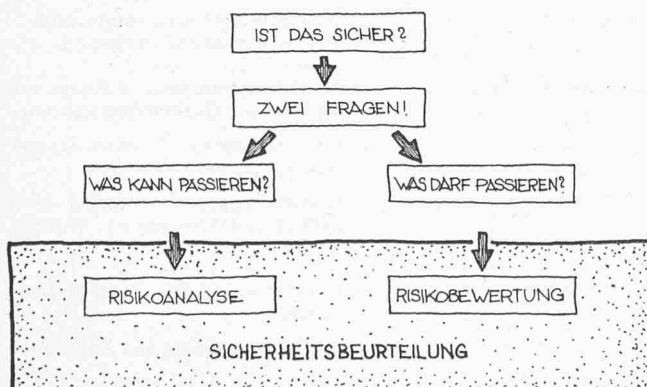 IST DAS SICHER?
ZWEI FRAGEN!
WAS KANN PASSIEREN?
WAS DARF PASSIEREN?
RISIKOANALYSE
RISIKOBEWERTUNG
SICHERHEITSBEURTEILUNG